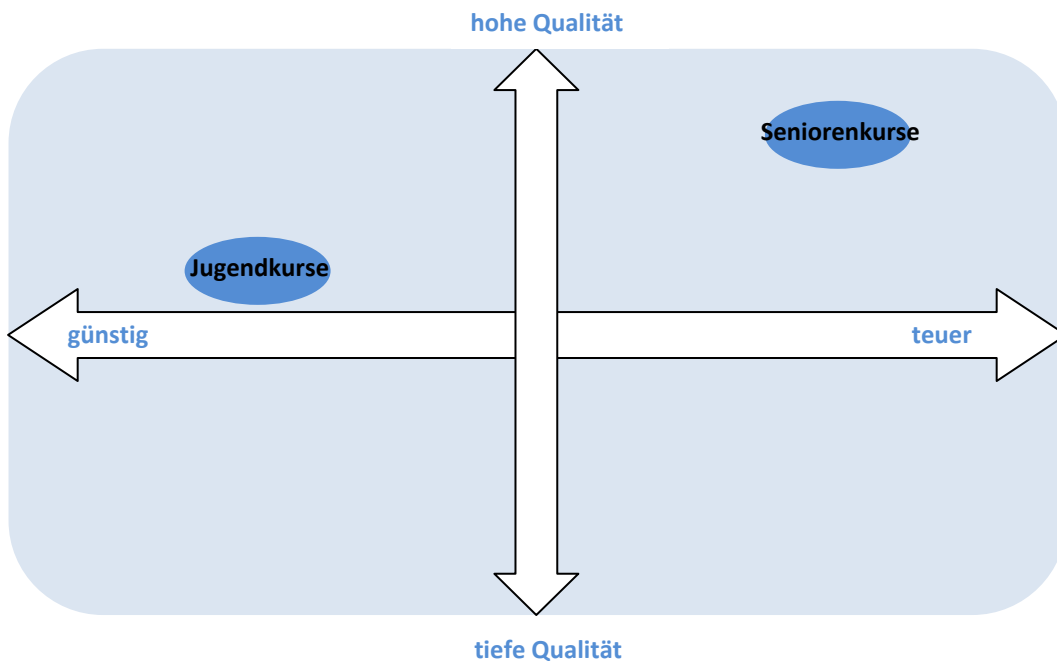 hohe Qualität
Seniorenkurse
Jugendkurse
günstig
teuer
tiefe Qualität